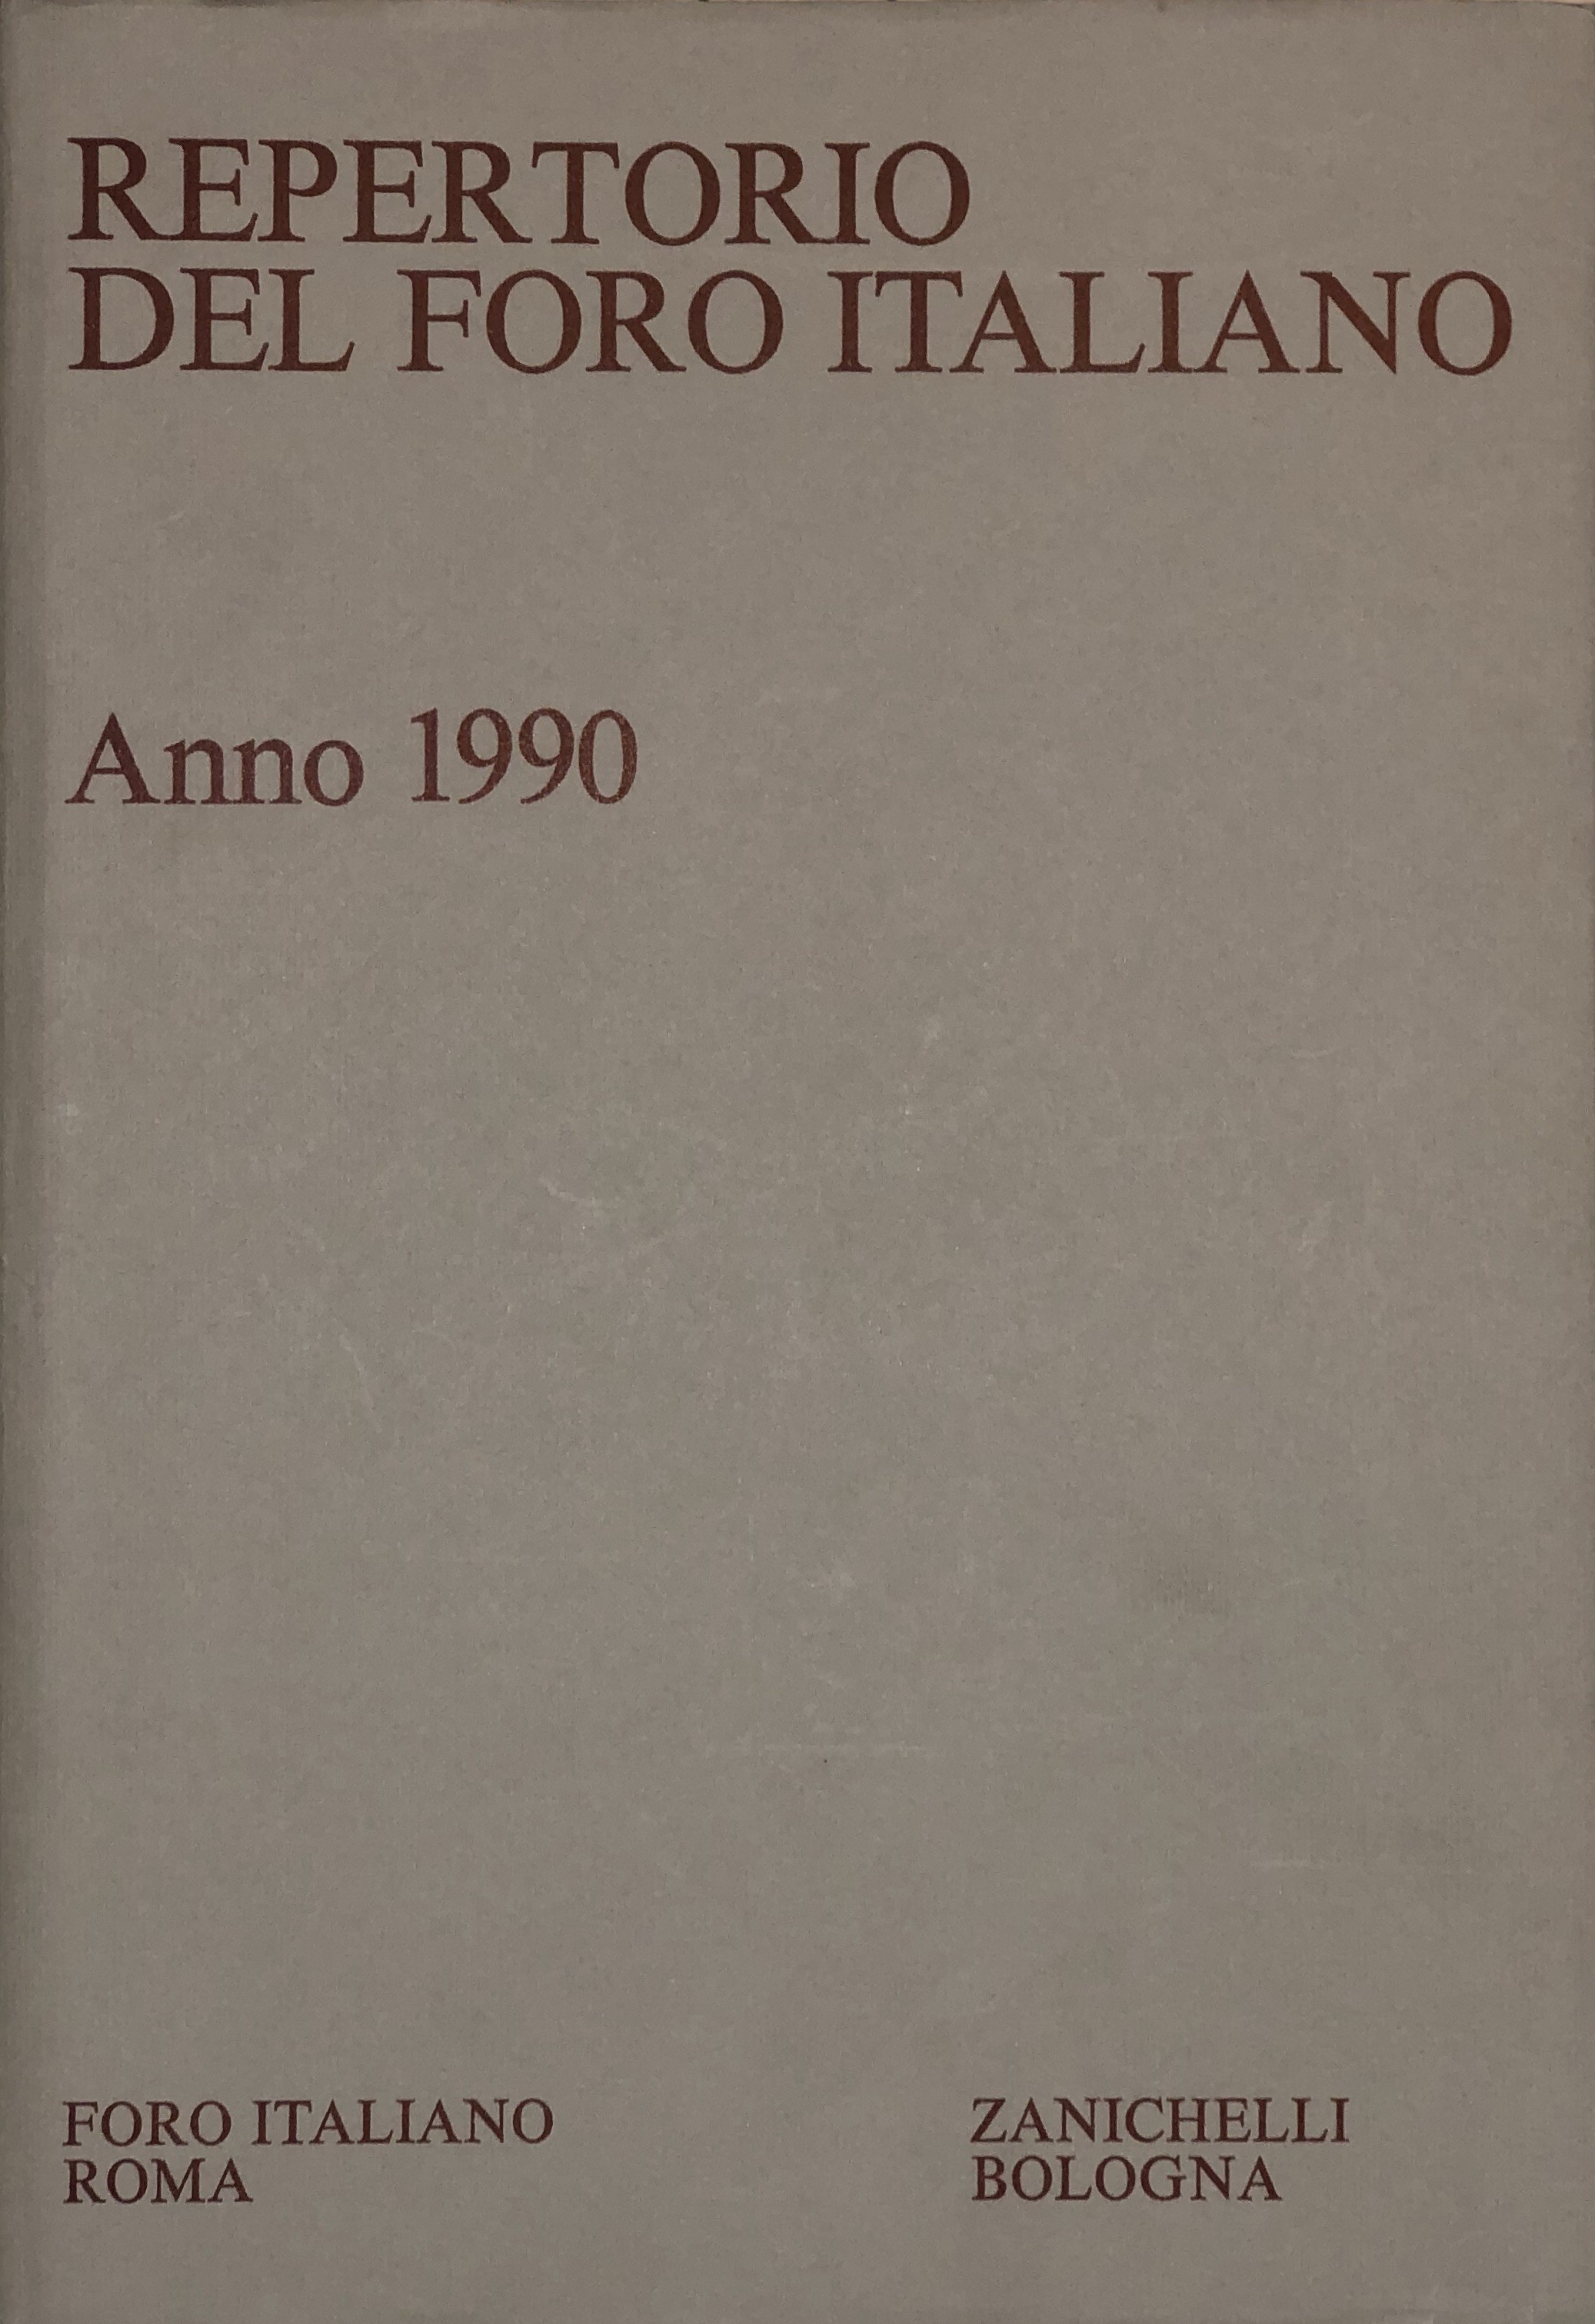 REPERTORIO
DEL FORO ITALIANO
Anno 1990
FORO ITALIANO
ROMA
ZANICHELLI
BOLOGNA